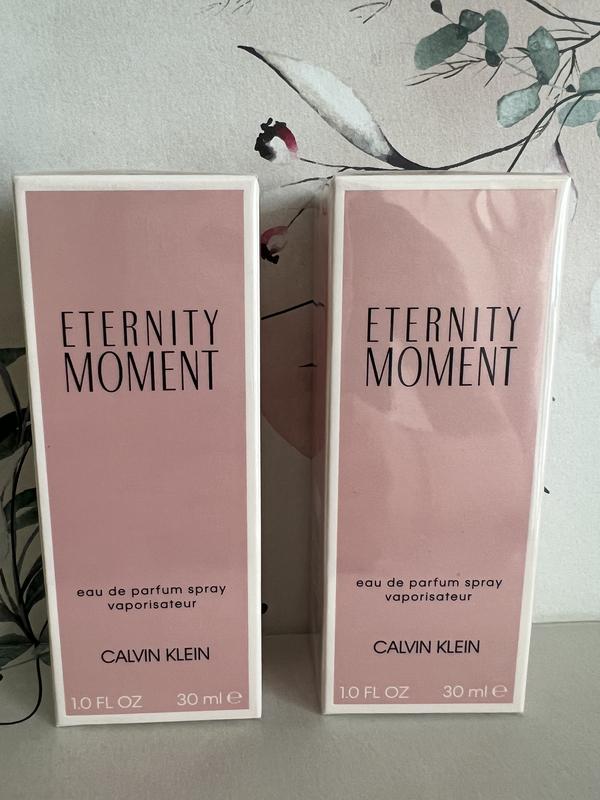 ETERNITY
MOMENT
eau de parfum spray
vaporisateur
CALVIN KLEIN
1.0 FL OZ 30 ml ℮
ETERNITY
MOMENT
eau de parfum spray
vaporisateur
CALVIN KLEIN
1.0 FL OZ 30 ml ℮